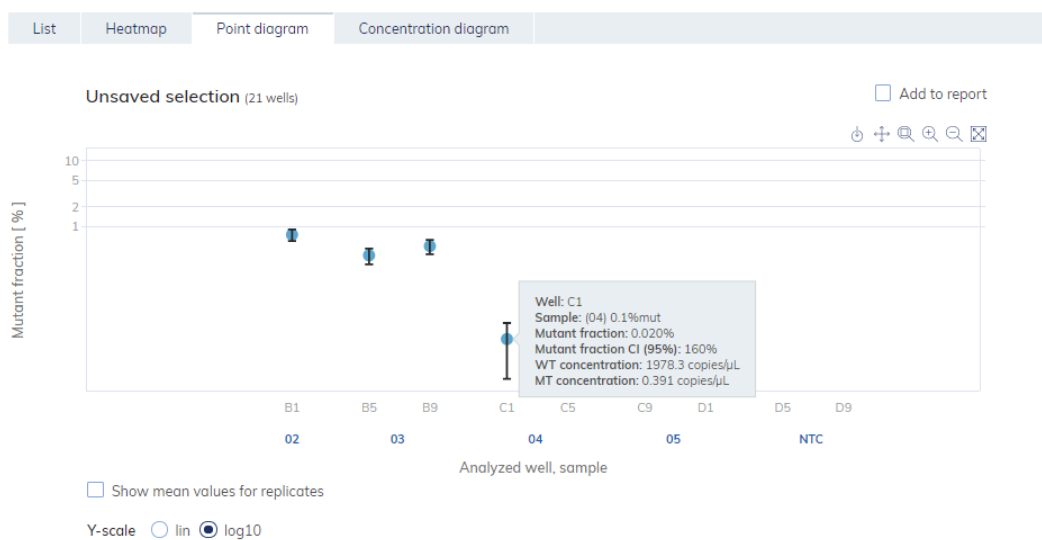 List Heatmap Point diagram Concentration diagram
Unsaved selection (21 wells)
Add to report
Mutant fraction [ % ]
10
5
2
1
Well: C1
Sample: (04) 0.1%mut
Mutant fraction: 0.020%
Mutant fraction CI (95%): 160%
WT concentration: 1978.3 copies/µL
MT concentration: 0.391 copies/µL
B1 B5 B9 C1 C5 C9 D1 D5 D9
02 03 04 05 NTC
Analyzed well, sample
Show mean values for replicates
Y-scale lin log10